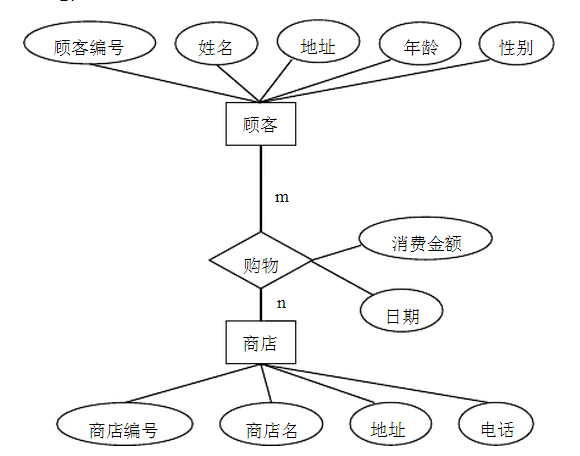 顾客编号 姓名 地址 年龄 性别
顾客
m
消费金额
购物
n
日期
商店
商店编号 商店名 地址 电话